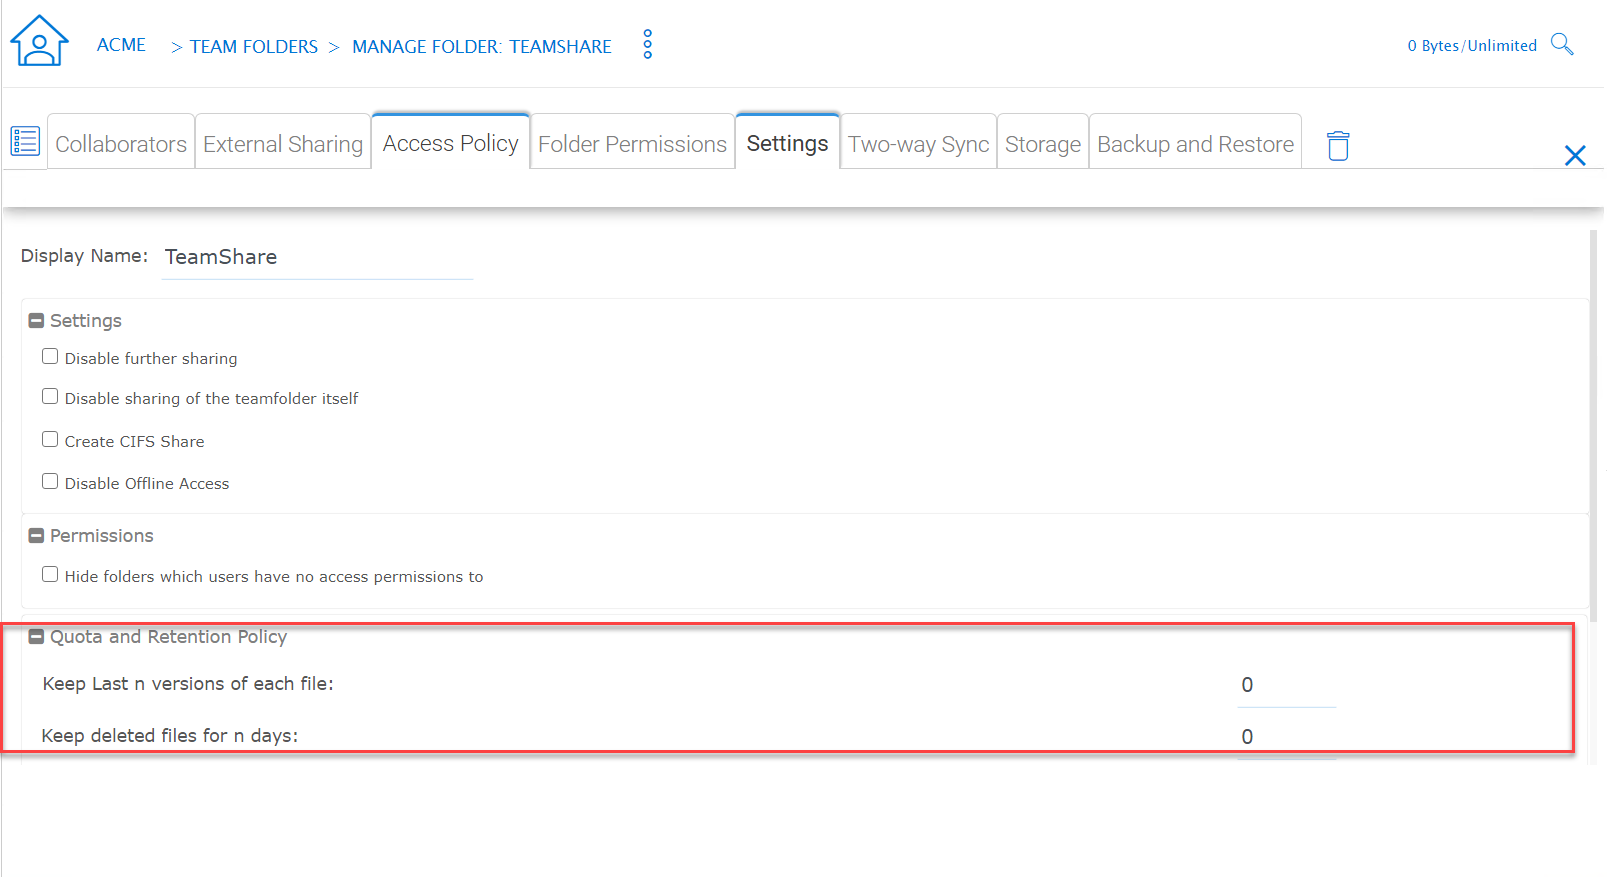 ACME > TEAM FOLDERS > MANAGE FOLDER: TEAMSHARE 0 Bytes/Unlimited
Collaborators External Sharing Access Policy Folder Permissions Settings Two-way Sync Storage Backup and Restore
Display Name: TeamShare
Settings
Disable further sharing
Disable sharing of the teamfolder itself
Create CIFS Share
Disable Offline Access
Permissions
Hide folders which users have no access permissions to
Quota and Retention Policy
Keep Last n versions of each file: 0
Keep deleted files for n days: 0